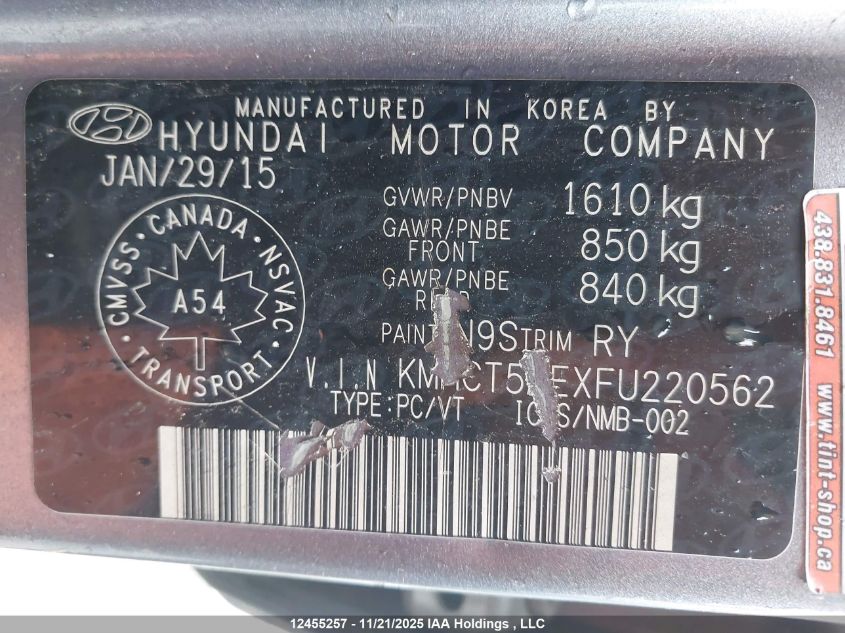 MANUFACTURED IN KOREA BY
HYUNDAI MOTOR COMPANY
JAN/29/15
GVWR/PNBV 1610 kg
GAWR/PNBE
FRONT 850 kg
GAWR/PNBE
840 kg
CMVSS · CANADA · NSVAC · TRANSPORT ·
A54
TRIM RY
V.I.N
TYPE:PC/VT
/NMB-002
438.831.8461
www.tint-shop.ca
12455257 - 11/21/2025 IAA Holdings , LLC